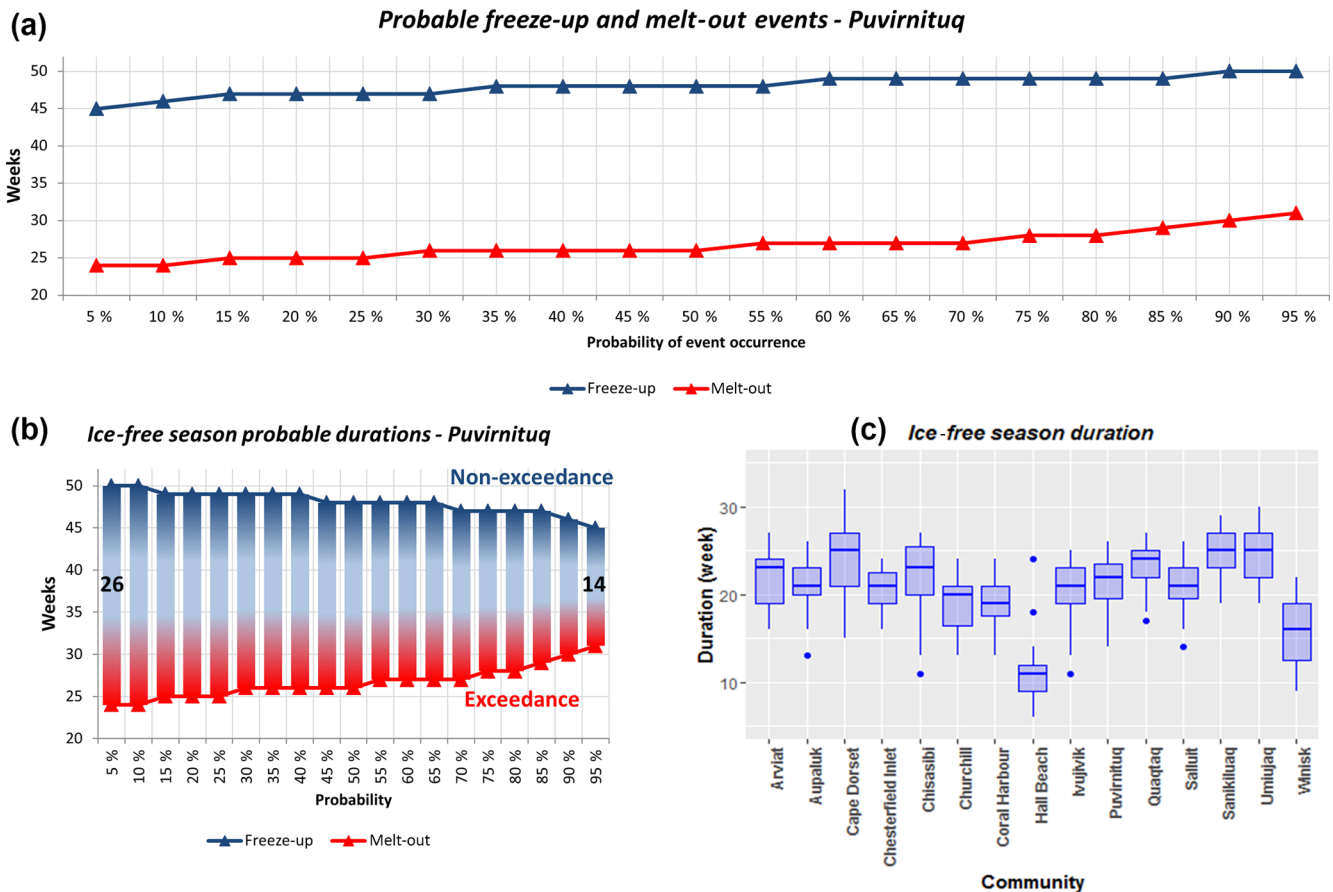 (a)
Probable freeze-up and melt-out events - Puvirnituq
Weeks
50
45
40
35
30
25
20
5 % 10 % 15 % 20 % 25 % 30 % 35 % 40 % 45 % 50 % 55 % 60 % 65 % 70 % 75 % 80 % 85 % 90 % 95 %
Probability of event occurrence
Freeze-up Melt-out
(b)
Ice-free season probable durations - Puvirnituq
Weeks
50
45
40
35
30
25
20
Non-exceedance
26
14
Exceedance
5 % 10 % 15 % 20 % 25 % 30 % 35 % 40 % 45 % 50 % 55 % 60 % 65 % 70 % 75 % 80 % 85 % 90 % 95 %
Probability
Freeze-up Melt-out
(c)
Ice-free season duration
Duration (week)
30
20
10
Arviat
Aupaluk
Cape Dorset
Chesterfield Inlet
Chisasibi
Churchill
Coral Harbour
Hall Beach
Ivujivik
Puvirnituq
Quaqtaq
Salluit
Sanikiluaq
Umiujaq
Winisk
Community